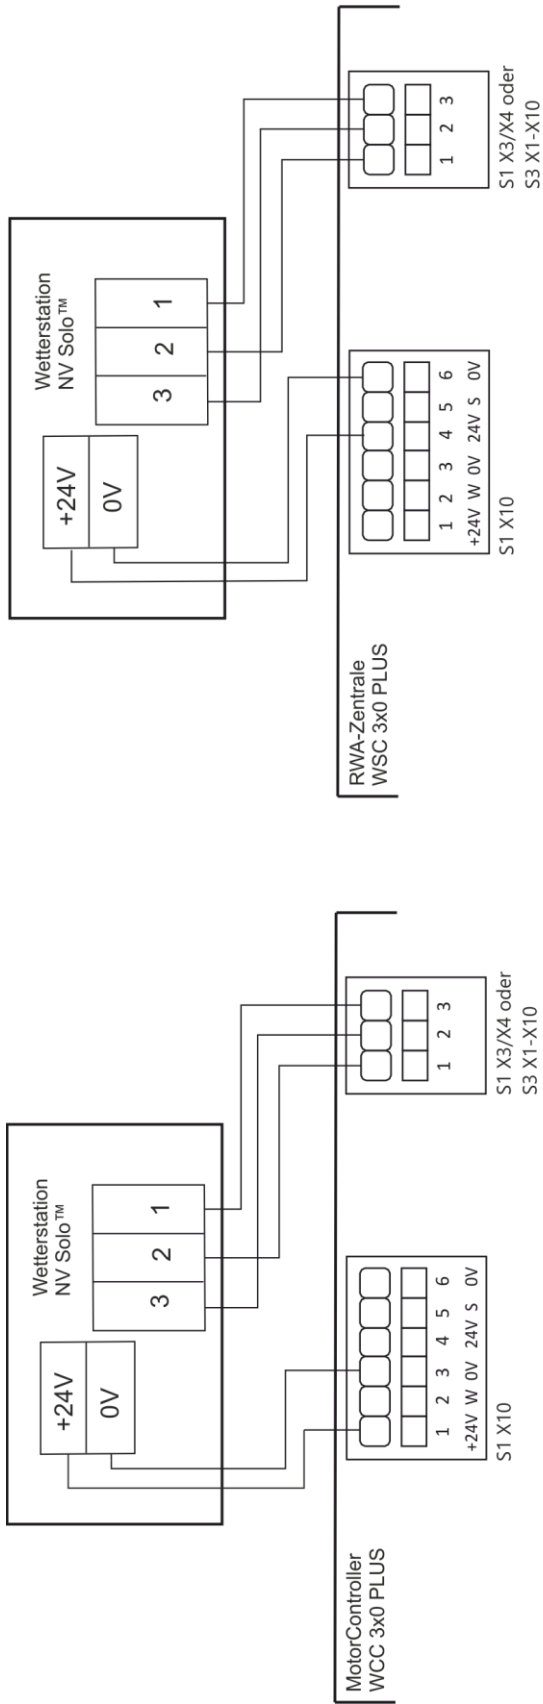 Wetterstation
NV Solo™
+24V
0V
3 2 1
MotorController
WCC 3x0 PLUS
1 2 3 4 5 6
+24V W 0V 24V S 0V
S1 X10
1 2 3
S1 X3/X4 oder
S3 X1-X10
Wetterstation
NV Solo™
+24V
0V
3 2 1
RWA-Zentrale
WSC 3x0 PLUS
1 2 3 4 5 6
+24V W 0V 24V S 0V
S1 X10
1 2 3
S1 X3/X4 oder
S3 X1-X10